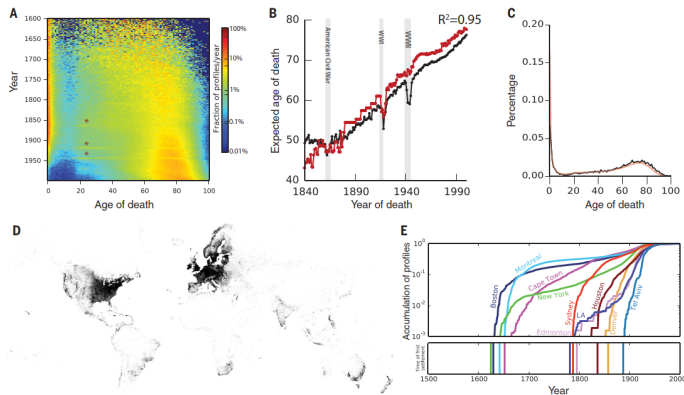 A
1600
1650
1700
1750
1800
1850
1900
1950
Year
0
20
40
60
80
100
Age of death
100%
10%
1%
0.1%
0.01%
Fraction of profiles/year
B
R²=0.95
80
70
60
50
40
Expected age of death
American Civil War
WWI
WWII
1840
1890
1940
1990
Year of death
C
0.20
0.15
0.10
0.05
0.00
Percentage
0
20
40
60
80
100
Age of death
D
E
10⁰
10⁻¹
10⁻²
10⁻³
Accumulation of profiles
Boston
Montreal
Cape Town
New York
Edmonton
Sydney
LA
Houston
Denver
Tel Aviv
Time of first
settlement
1500
1600
1700
1800
1900
2000
Year